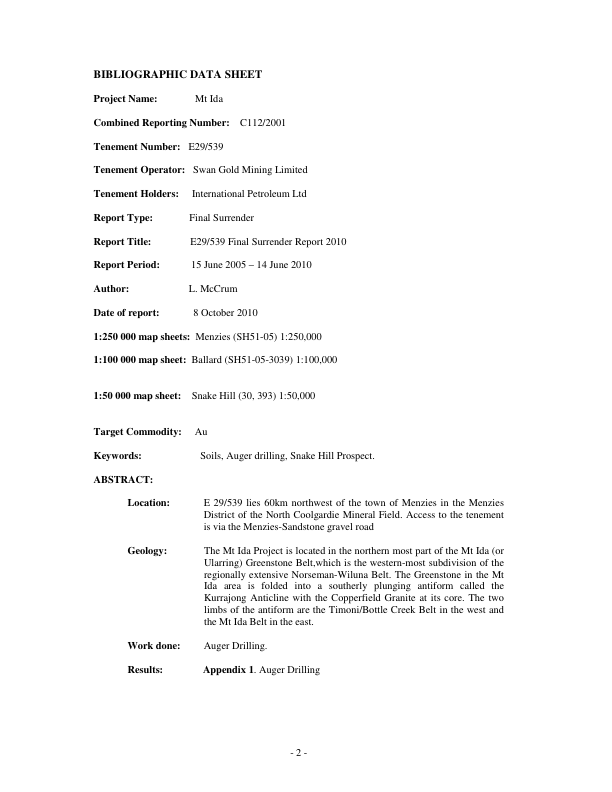 BIBLIOGRAPHIC DATA SHEET
Project Name: Mt Ida
Combined Reporting Number: C112/2001
Tenement Number: E29/539
Tenement Operator: Swan Gold Mining Limited
Tenement Holders: International Petroleum Ltd
Report Type: Final Surrender
Report Title: E29/539 Final Surrender Report 2010
Report Period: 15 June 2005 – 14 June 2010
Author: L. McCrum
Date of report: 8 October 2010
1:250 000 map sheets: Menzies (SH51-05) 1:250,000
1:100 000 map sheet: Ballard (SH51-05-3039) 1:100,000
1:50 000 map sheet: Snake Hill (30, 393) 1:50,000
Target Commodity: Au
Keywords: Soils, Auger drilling, Snake Hill Prospect.
ABSTRACT:
Location: E 29/539 lies 60km northwest of the town of Menzies in the Menzies
District of the North Coolgardie Mineral Field. Access to the tenement
is via the Menzies-Sandstone gravel road
Geology: The Mt Ida Project is located in the northern most part of the Mt Ida (or
Ularring) Greenstone Belt,which is the western-most subdivision of the
regionally extensive Norseman-Wiluna Belt. The Greenstone in the Mt
Ida area is folded into a southerly plunging antiform called the
Kurrajong Anticline with the Copperfield Granite at its core. The two
limbs of the antiform are the Timoni/Bottle Creek Belt in the west and
the Mt Ida Belt in the east.
Work done: Auger Drilling.
Results: Appendix 1. Auger Drilling
- 2 -